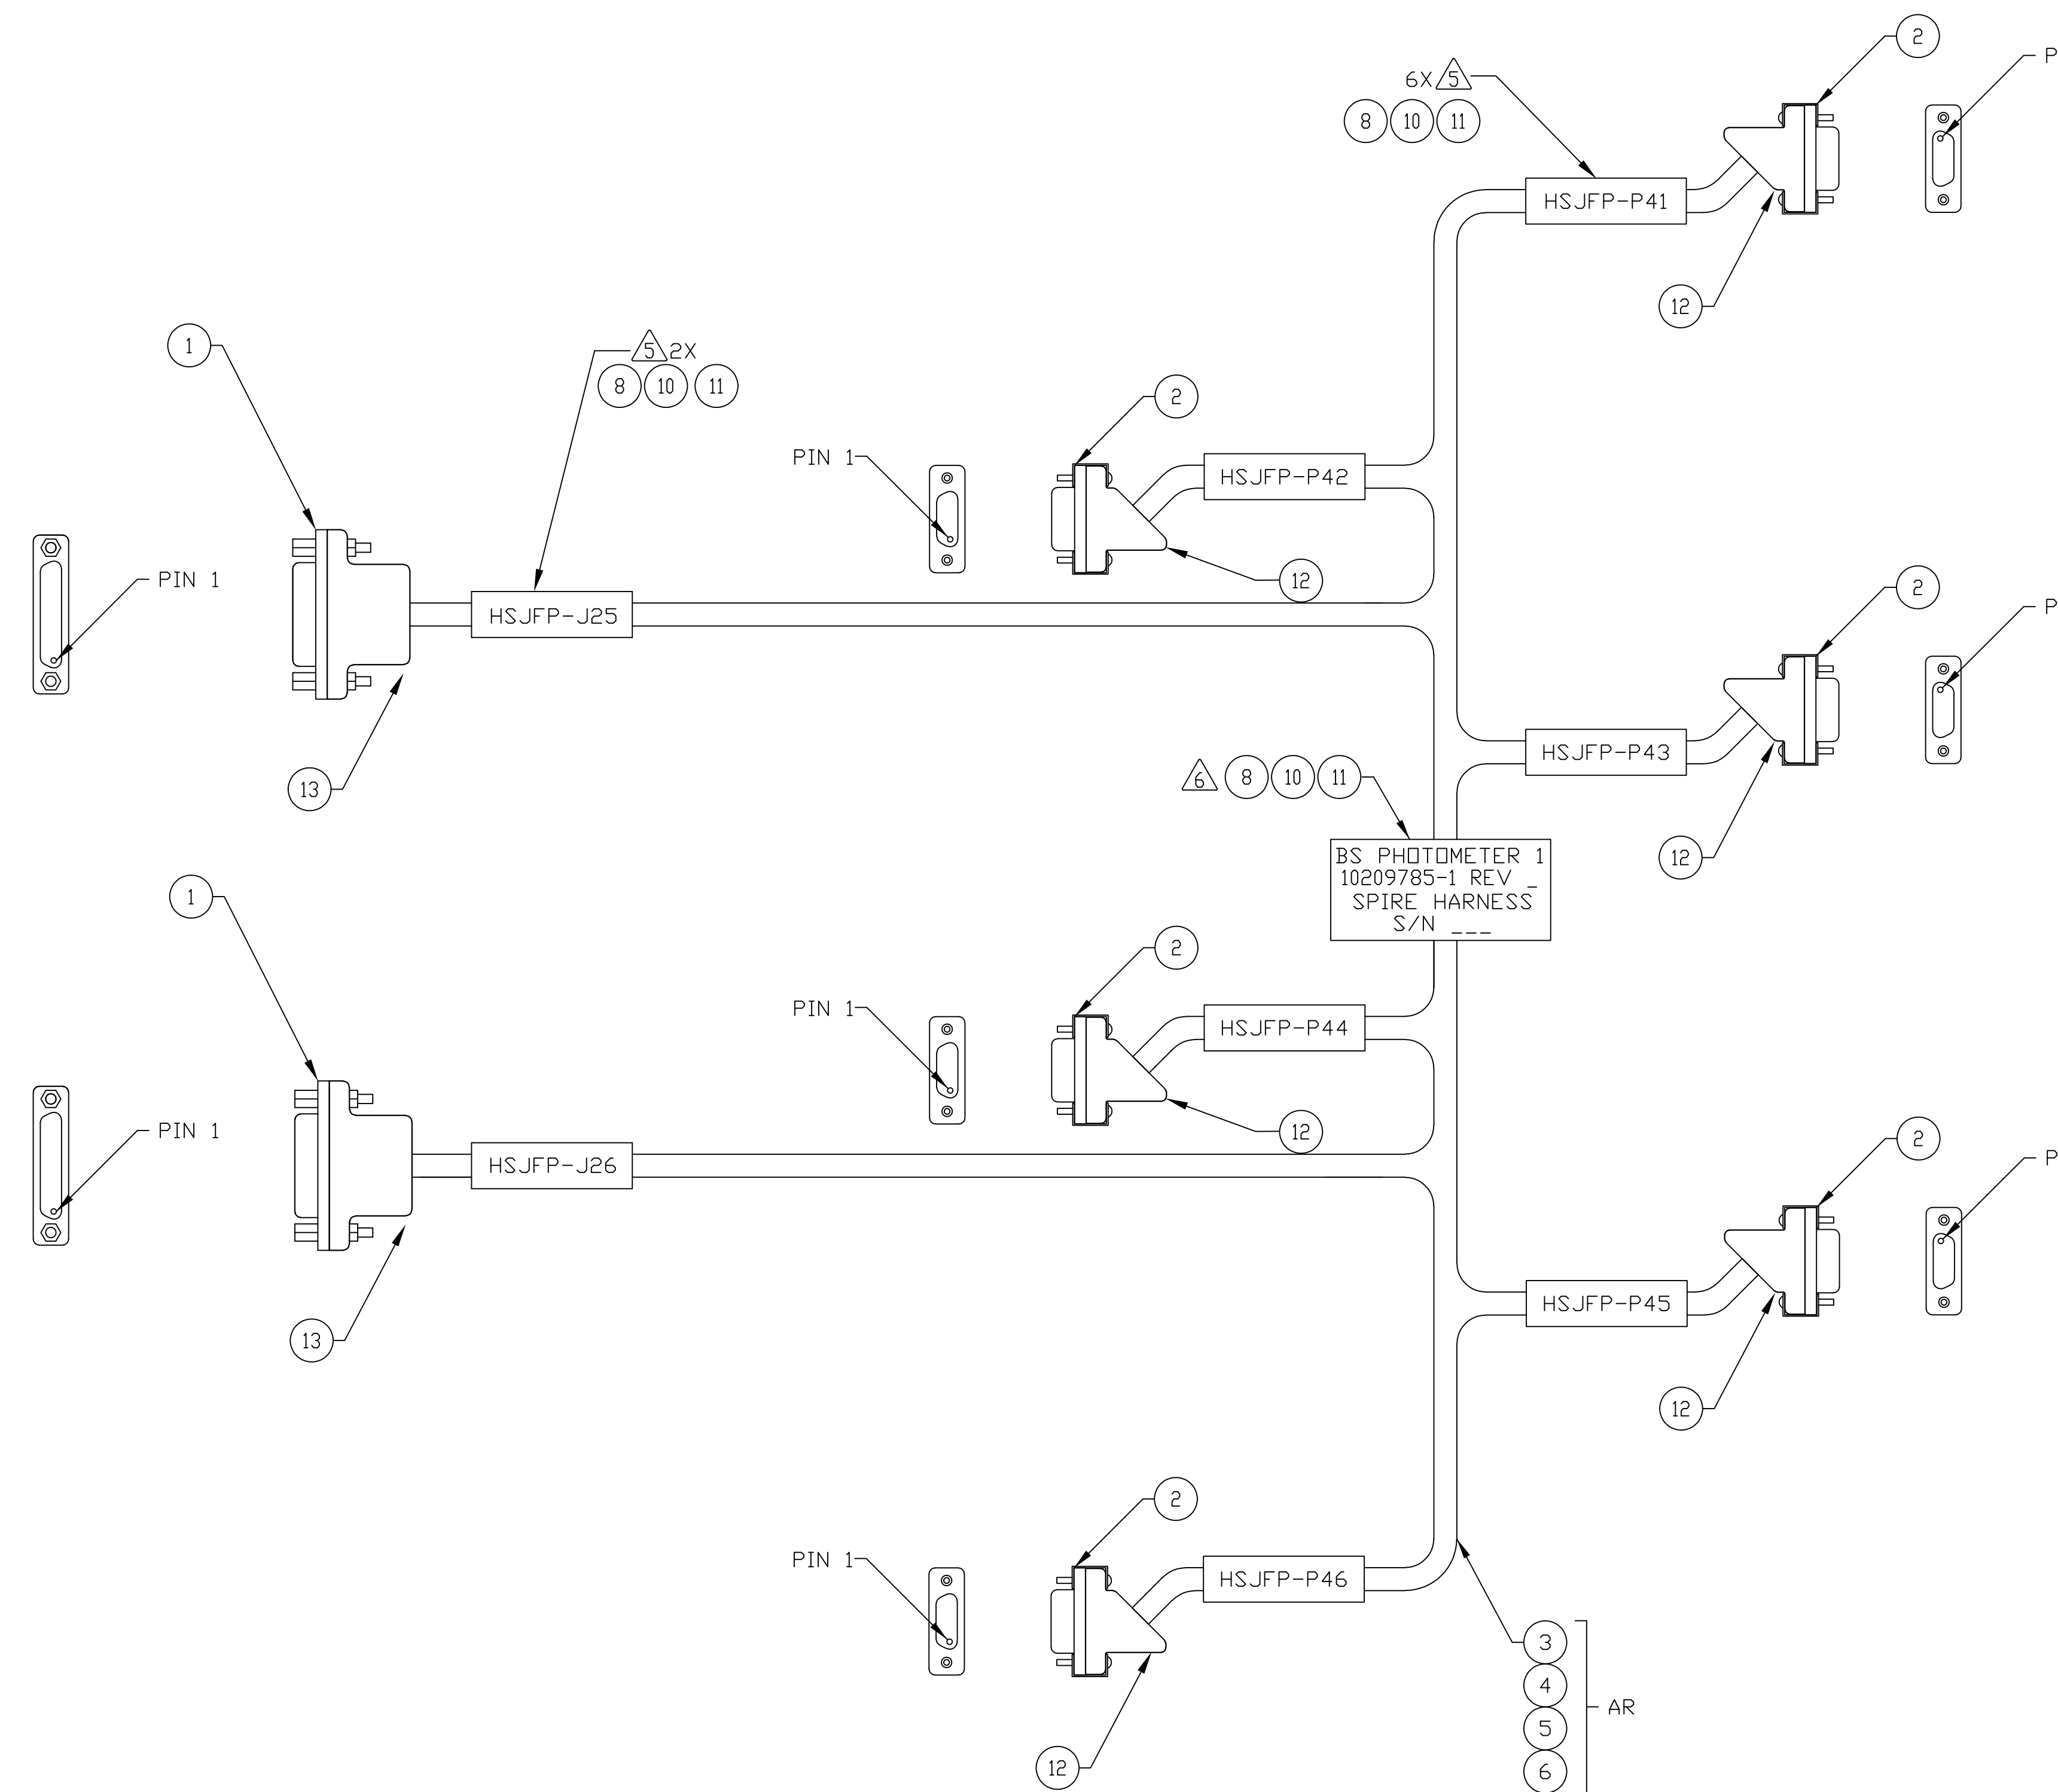 2
P
6X 5
8 10 11
HSJFP-P41
12
1
5 2X
8 10 11
2
PIN 1
HSJFP-P42
PIN 1
12
2
P
HSJFP-J25
13
HSJFP-P43
6 8 10 11
12
BS PHOTOMETER 1
10209785-1 REV _
SPIRE HARNESS
S/N ___
1
2
PIN 1
HSJFP-P44
PIN 1
12
2
P
HSJFP-J26
HSJFP-P45
13
12
2
PIN 1
HSJFP-P46
12
3
4
5
6
AR